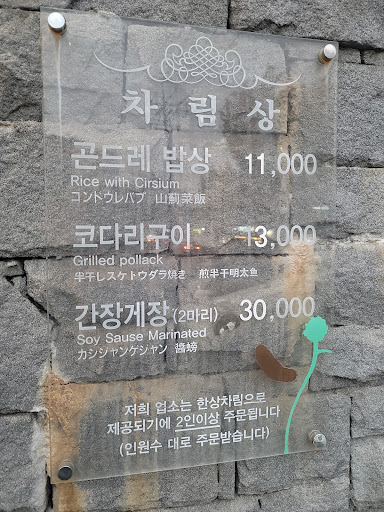 차림상
곤드레 밥상 11,000
Rice with Cirsium
コントウレバブ 山薊菜飯
코다리구이 13,000
Grilled pollack
半干しスケトウダラ焼き 煎半干明太鱼
간장게장(2마리) 30,000
Soy Sause Marinated
カンジャンゲジャン 醬螃
저희 업소는 한상차림으로
제공되기에 2인이상 주문됩니다
(인원수 대로 주문받습니다)